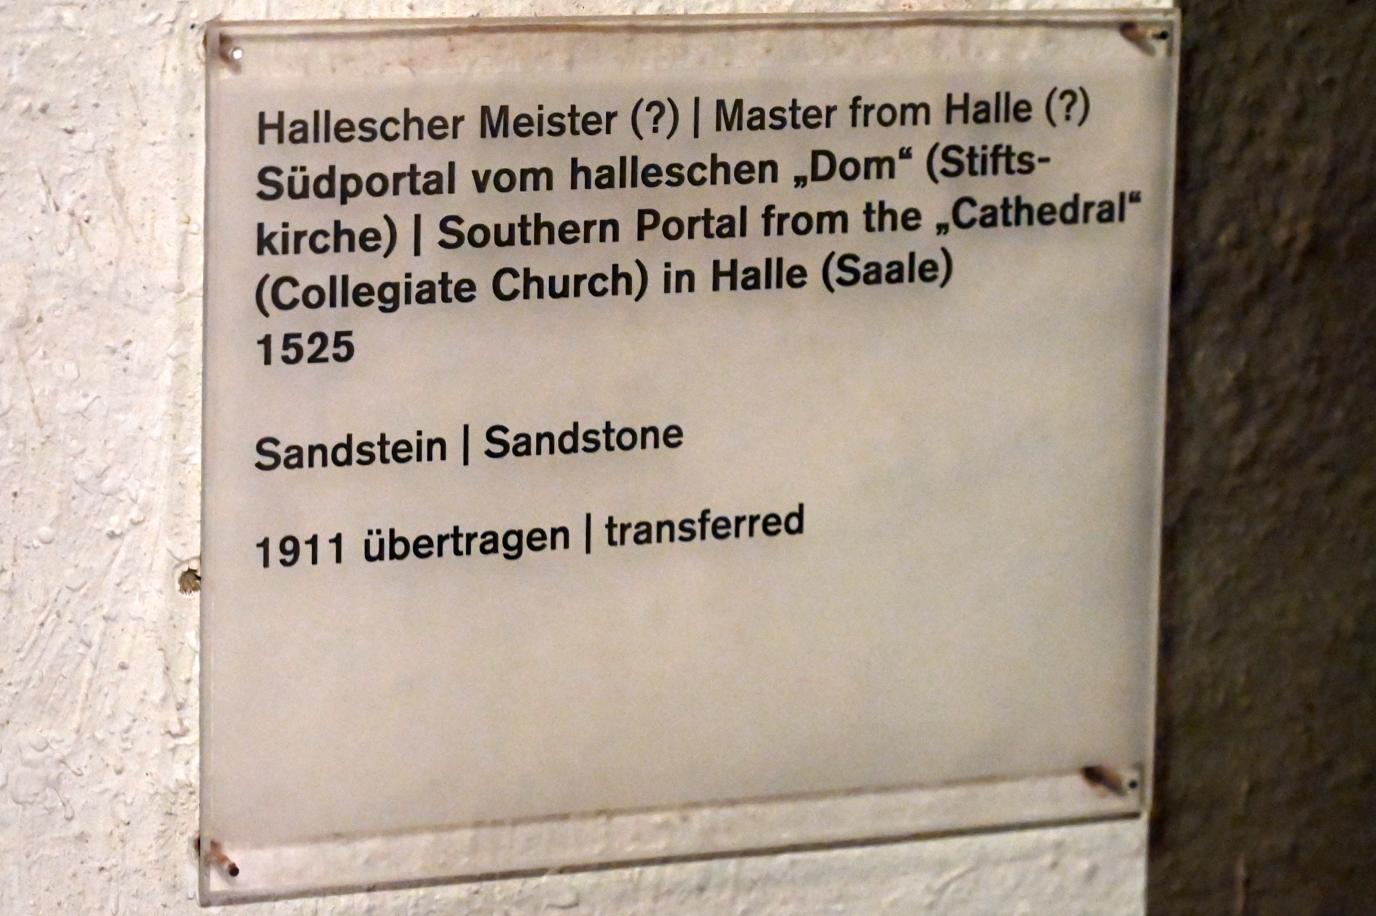 Hallescher Meister (?) | Master from Halle (?)
Südportal vom halleschen „Dom“ (Stifts-
kirche) | Southern Portal from the „Cathedral“
(Collegiate Church) in Halle (Saale)
1525
Sandstein | Sandstone
1911 übertragen | transferred